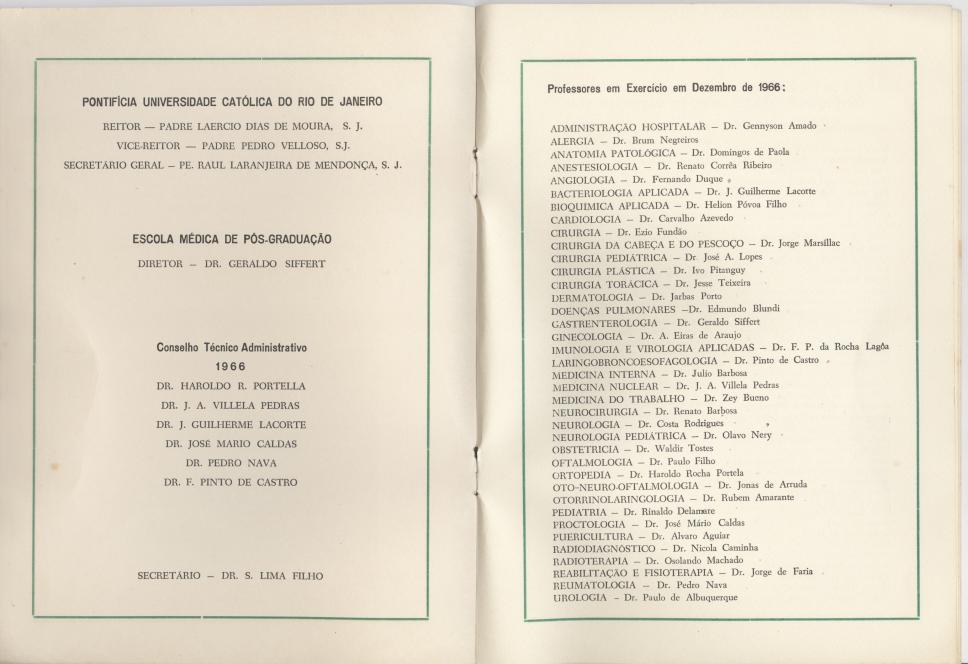 PONTIFÍCIA UNIVERSIDADE CATÓLICA DO RIO DE JANEIRO
REITOR — PADRE LAERCIO DIAS DE MOURA, S. J.
VICE-REITOR — PADRE PEDRO VELLOSO, S.J.
SECRETÁRIO GERAL — PE. RAUL LARANJEIRA DE MENDONÇA, S. J.
ESCOLA MÉDICA DE PÓS-GRADUAÇÃO
DIRETOR — DR. GERALDO SIFFERT
Conselho Técnico Administrativo
1966
DR. HAROLDO R. PORTELLA
DR. J. A. VILLELA PEDRAS
DR. J. GUILHERME LACORTE
DR. JOSÉ MARIO CALDAS
DR. PEDRO NAVA
DR. F. PINTO DE CASTRO
SECRETÁRIO — DR. S. LIMA FILHO
Professores em Exercício em Dezembro de 1966:
ADMINISTRAÇÃO HOSPITALAR — Dr. Gennyson Amado
ALERGIA — Dr. Brum Negreiros
ANATOMIA PATOLÓGICA — Dr. Domingos de Paola
ANESTESIOLOGIA — Dr. Renato Corrêa Ribeiro
ANGIOLOGIA — Dr. Fernando Duque
BACTERIOLOGIA APLICADA — Dr. J. Guilherme Lacorte
BIOQUIMICA APLICADA — Dr. Helion Póvoa Filho
CARDIOLOGIA — Dr. Carvalho Azevedo
CIRURGIA — Dr. Ezio Fundão
CIRURGIA DA CABEÇA E DO PESCOÇO — Dr. Jorge Marsillac
CIRURGIA PEDIÁTRICA — Dr. José A. Lopes
CIRURGIA PLÁSTICA — Dr. Ivo Pitanguy
CIRURGIA TORÁCICA — Dr. Jesse Teixeira
DERMATOLOGIA — Dr. Jarbas Porto
DOENÇAS PULMONARES —Dr. Edmundo Blundi
GASTRENTEROLOGIA — Dr. Geraldo Siffert
GINECOLOGIA — Dr. A. Eiras de Araujo
IMUNOLOGIA E VIROLOGIA APLICADAS — Dr. F. P. da Rocha Lagôa
LARINGOBRONCOESOFAGOLOGIA — Dr. Pinto de Castro
MEDICINA INTERNA — Dr. Julio Barbosa
MEDICINA NUCLEAR — Dr. J. A. Villela Pedras
MEDICINA DO TRABALHO — Dr. Zey Bueno
NEUROCIRURGIA — Dr. Renato Barbosa
NEUROLOGIA — Dr. Costa Rodrigues
NEUROLOGIA PEDIÁTRICA — Dr. Olavo Nery
OBSTETRICIA — Dr. Waldir Tostes
OFTALMOLOGIA — Dr. Paulo Filho
ORTOPEDIA — Dr. Haroldo Rocha Portela
OTO-NEURO-OFTALMOLOGIA — Dr. Jonas de Arruda
OTORRINOLARINGOLOGIA — Dr. Rubem Amarante
PEDIATRIA — Dr. Rinaldo Delamare
PROCTOLOGIA — Dr. José Mário Caldas
PUERICULTURA — Dr. Alvaro Aguiar
RADIODIAGNÓSTICO — Dr. Nicola Caminha
RADIOTERAPIA — Dr. Osolando Machado
REABILITAÇÃO E FISIOTERAPIA — Dr. Jorge de Faria
REUMATOLOGIA — Dr. Pedro Nava
UROLOGIA — Dr. Paulo de Albuquerque